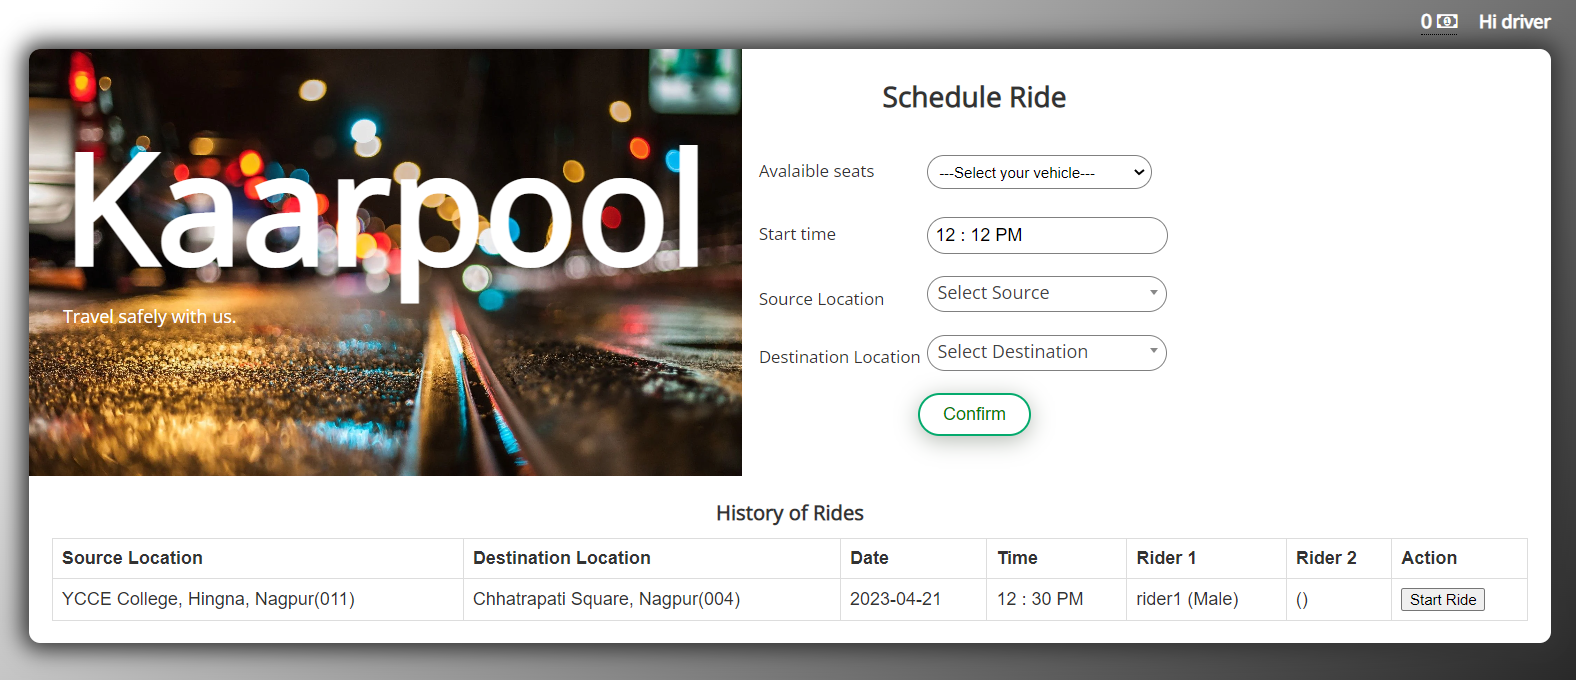 0 Hi driver
Kaarpool
Travel safely with us.
Schedule Ride
Avalaible seats ---Select your vehicle---
Start time 12 : 12 PM
Source Location Select Source
Destination Location Select Destination
Confirm
History of Rides
Source Location Destination Location Date Time Rider 1 Rider 2 Action
YCCE College, Hingna, Nagpur(011) Chhatrapati Square, Nagpur(004) 2023-04-21 12 : 30 PM rider1 (Male) () Start Ride